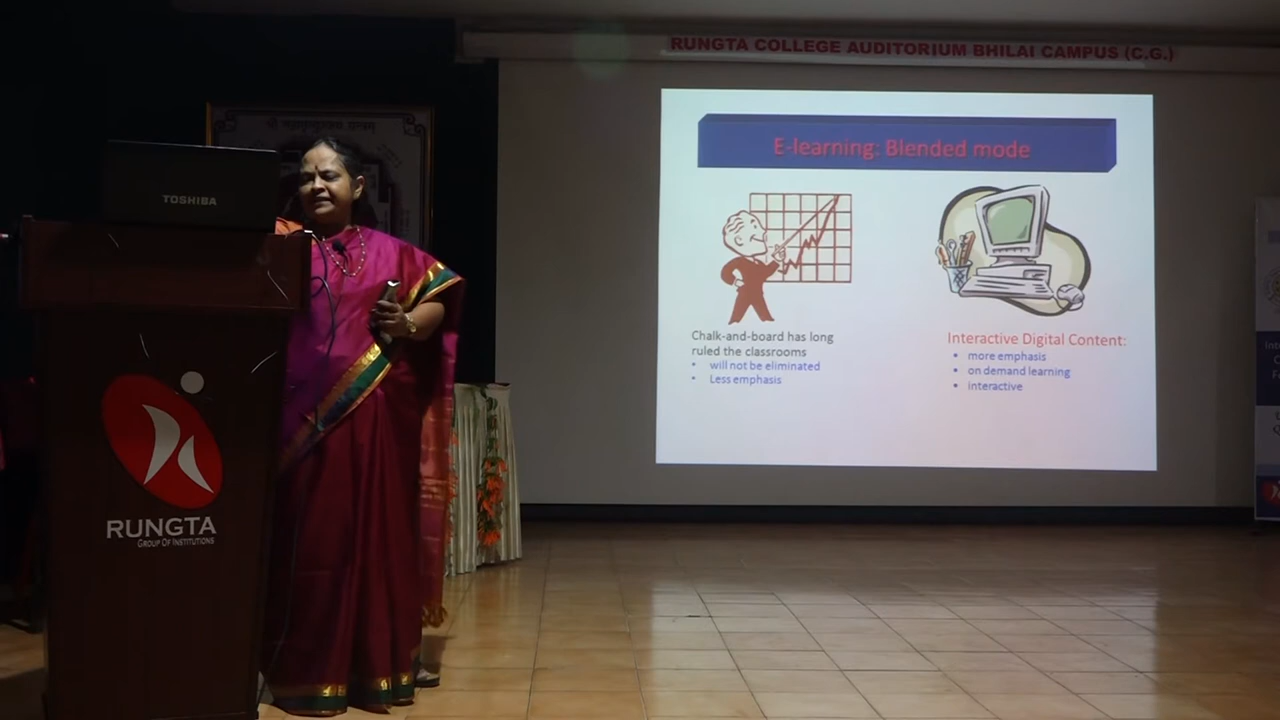 RUNGTA COLLEGE AUDITORIUM BHILAI CAMPUS (C.G.)
E-learning: Blended mode
Chalk-and-board has long
ruled the classrooms
• will not be eliminated
• Less emphasis
Interactive Digital Content:
• more emphasis
• on demand learning
• interactive
TOSHIBA
RUNGTA
GROUP OF INSTITUTIONS